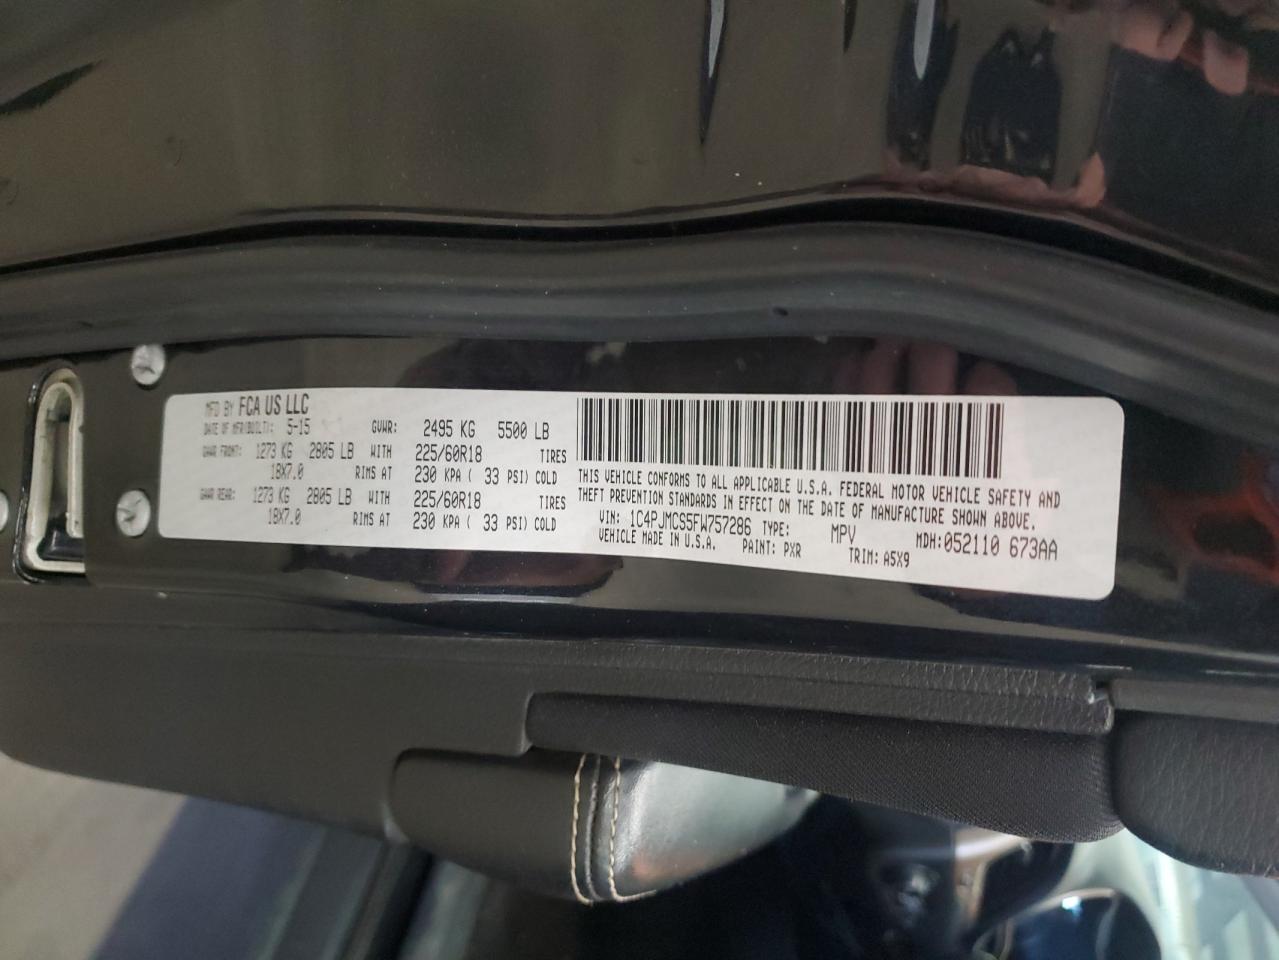 MFD BY FCA US LLC
DATE OF MFR(BUILT): 5-15 GVWR: 2495 KG 5500 LB
GAWR FRONT: 1273 KG 2805 LB WITH 225/60R18 TIRES
18X7.0 RIMS AT 230 KPA ( 33 PSI) COLD
GAWR REAR: 1273 KG 2805 LB WITH 225/60R18 TIRES
18X7.0 RIMS AT 230 KPA ( 33 PSI) COLD
THIS VEHICLE CONFORMS TO ALL APPLICABLE U.S.A. FEDERAL MOTOR VEHICLE SAFETY AND
THEFT PREVENTION STANDARDS IN EFFECT ON THE DATE OF MANUFACTURE SHOWN ABOVE.
VIN: 1C4PJMCS5FW757286 TYPE: MPV MDH:052110 673AA
VEHICLE MADE IN U.S.A. PAINT: PXR TRIM: A5X9